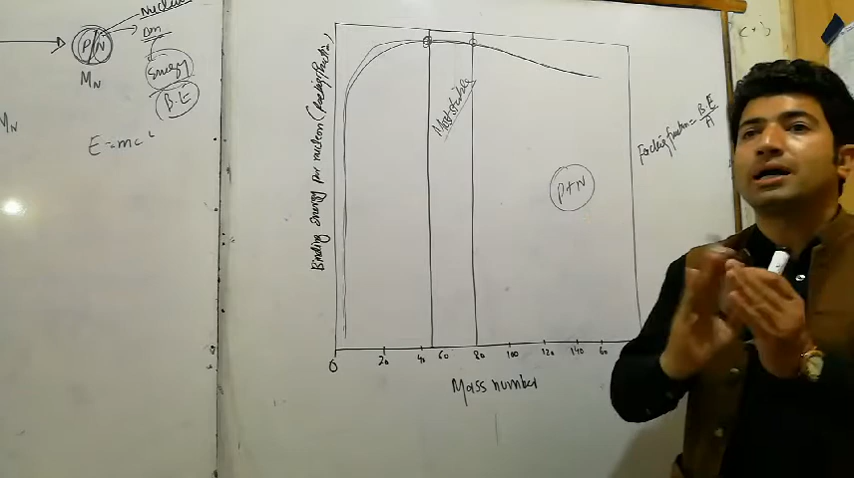 Nucleus
Dm
P N
Energy
B.E
M_N
M_N
E = mc²
Binding energy per nucleon (packing fraction)
Most stable
P+N
Packing fraction = B.E/A
0 20 40 60 80 100 120 140 60
Mass number